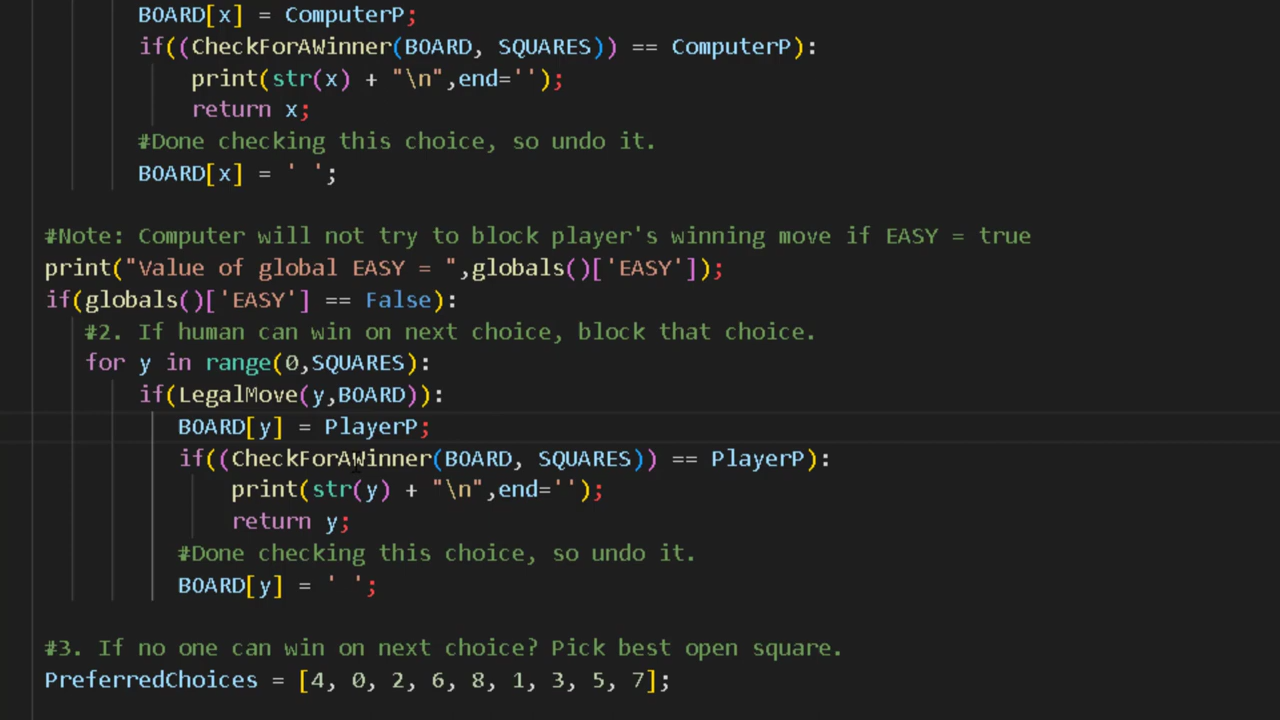 BOARD[x] = ComputerP;
if((CheckForAWinner(BOARD, SQUARES)) == ComputerP):
print(str(x) + "\n",end='');
return x;
#Done checking this choice, so undo it.
BOARD[x] = ' ';
#Note: Computer will not try to block player's winning move if EASY = true
print("Value of global EASY = ",globals()['EASY']);
if(globals()['EASY'] == False):
#2. If human can win on next choice, block that choice.
for y in range(0,SQUARES):
if(LegalMove(y,BOARD)):
BOARD[y] = PlayerP;
if((CheckForAWinner(BOARD, SQUARES)) == PlayerP):
print(str(y) + "\n",end='');
return y;
#Done checking this choice, so undo it.
BOARD[y] = ' ';
#3. If no one can win on next choice? Pick best open square.
PreferredChoices = [4, 0, 2, 6, 8, 1, 3, 5, 7];